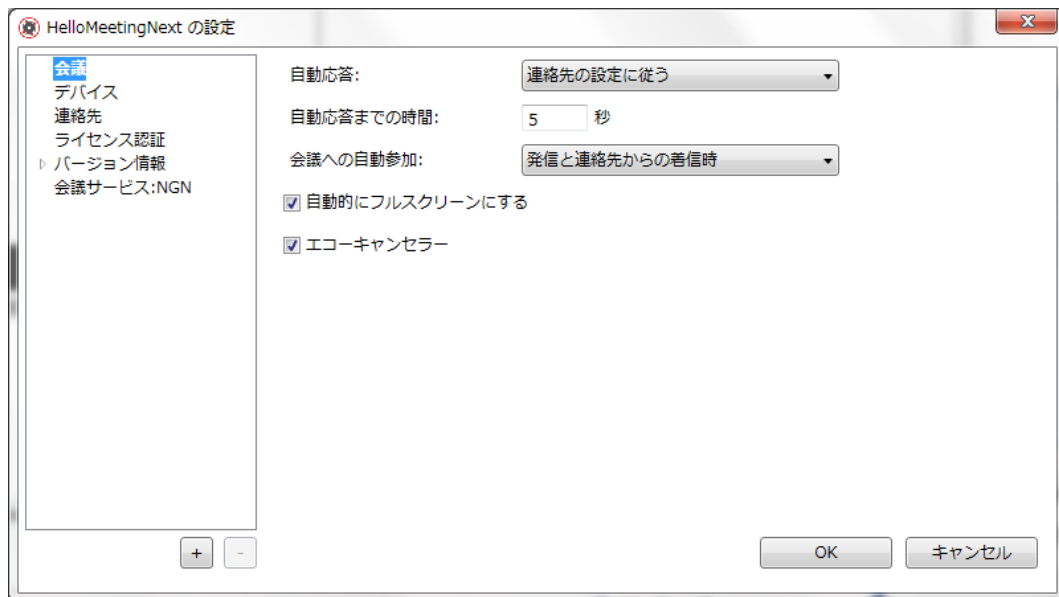 HelloMeetingNext の設定
会議
デバイス
連絡先
ライセンス認証
バージョン情報
会議サービス:NGN
自動応答: 連絡先の設定に従う
自動応答までの時間: 5 秒
会議への自動参加: 発信と連絡先からの着信時
自動的にフルスクリーンにする
エコーキャンセラー
+ -
OK キャンセル